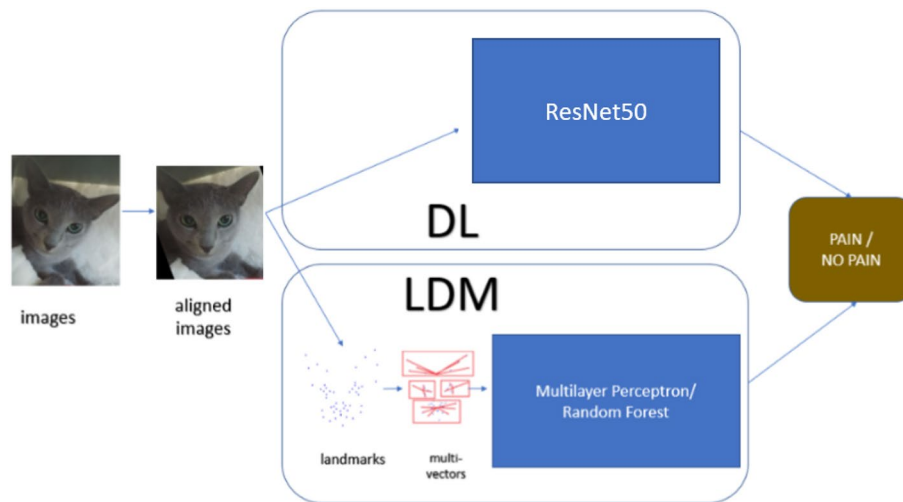 images
aligned
images
ResNet50
DL
LDM
landmarks
multi-
vectors
Multilayer Perceptron/
Random Forest
PAIN /
NO PAIN